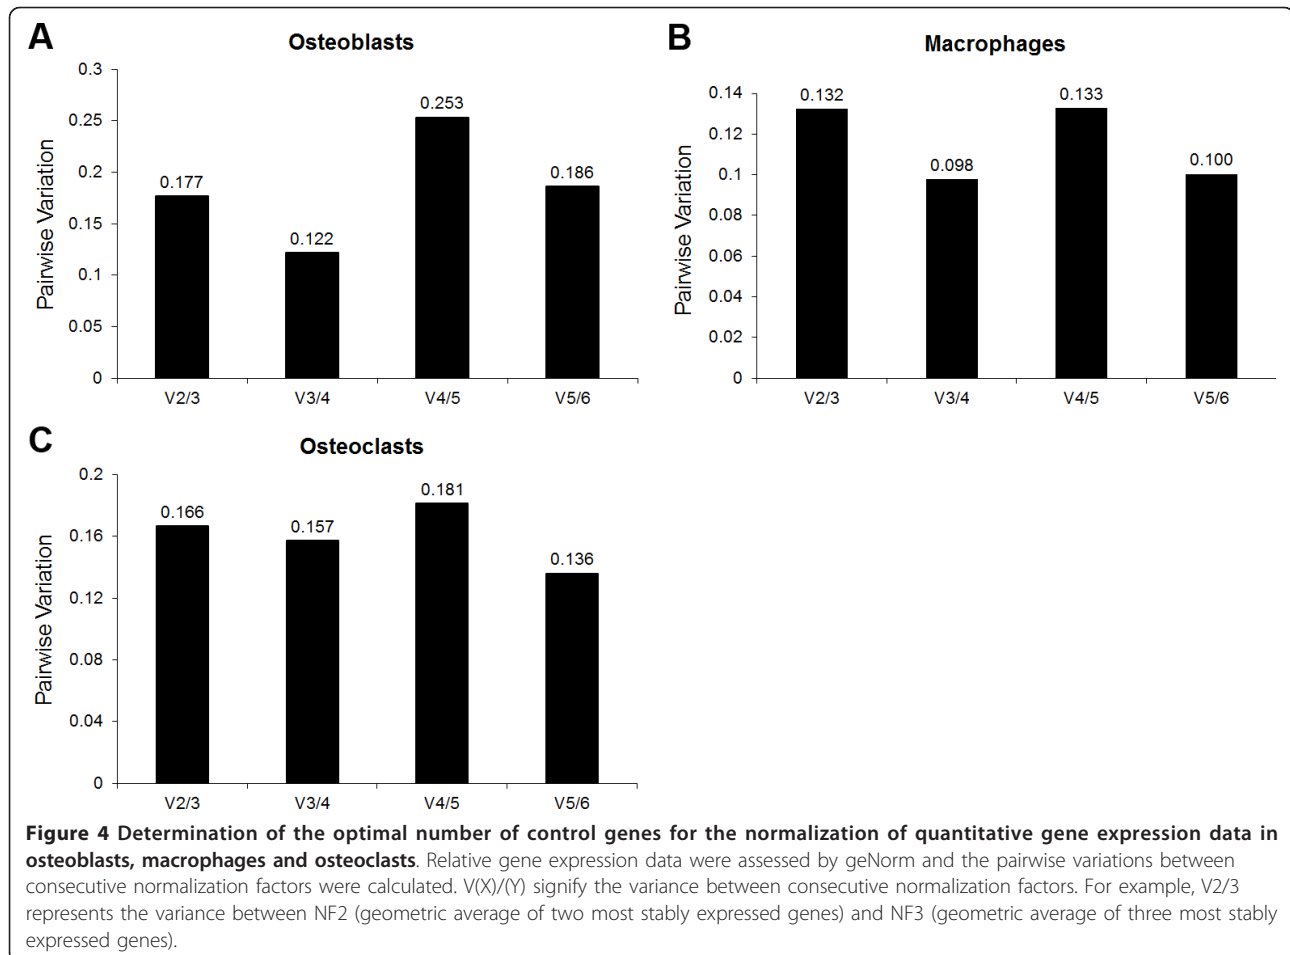 A
Osteoblasts
Pairwise Variation
0.3
0.25
0.2
0.15
0.1
0.05
0
0.177
0.122
0.253
0.186
V2/3
V3/4
V4/5
V5/6
B
Macrophages
Pairwise Variation
0.14
0.12
0.1
0.08
0.06
0.04
0.02
0
0.132
0.098
0.133
0.100
V2/3
V3/4
V4/5
V5/6
C
Osteoclasts
Pairwise Variation
0.2
0.16
0.12
0.08
0.04
0
0.166
0.157
0.181
0.136
V2/3
V3/4
V4/5
V5/6
Figure 4 Determination of the optimal number of control genes for the normalization of quantitative gene expression data in
osteoblasts, macrophages and osteoclasts. Relative gene expression data were assessed by geNorm and the pairwise variations between
consecutive normalization factors were calculated. V(X)/(Y) signify the variance between consecutive normalization factors. For example, V2/3
represents the variance between NF2 (geometric average of two most stably expressed genes) and NF3 (geometric average of three most stably
expressed genes).